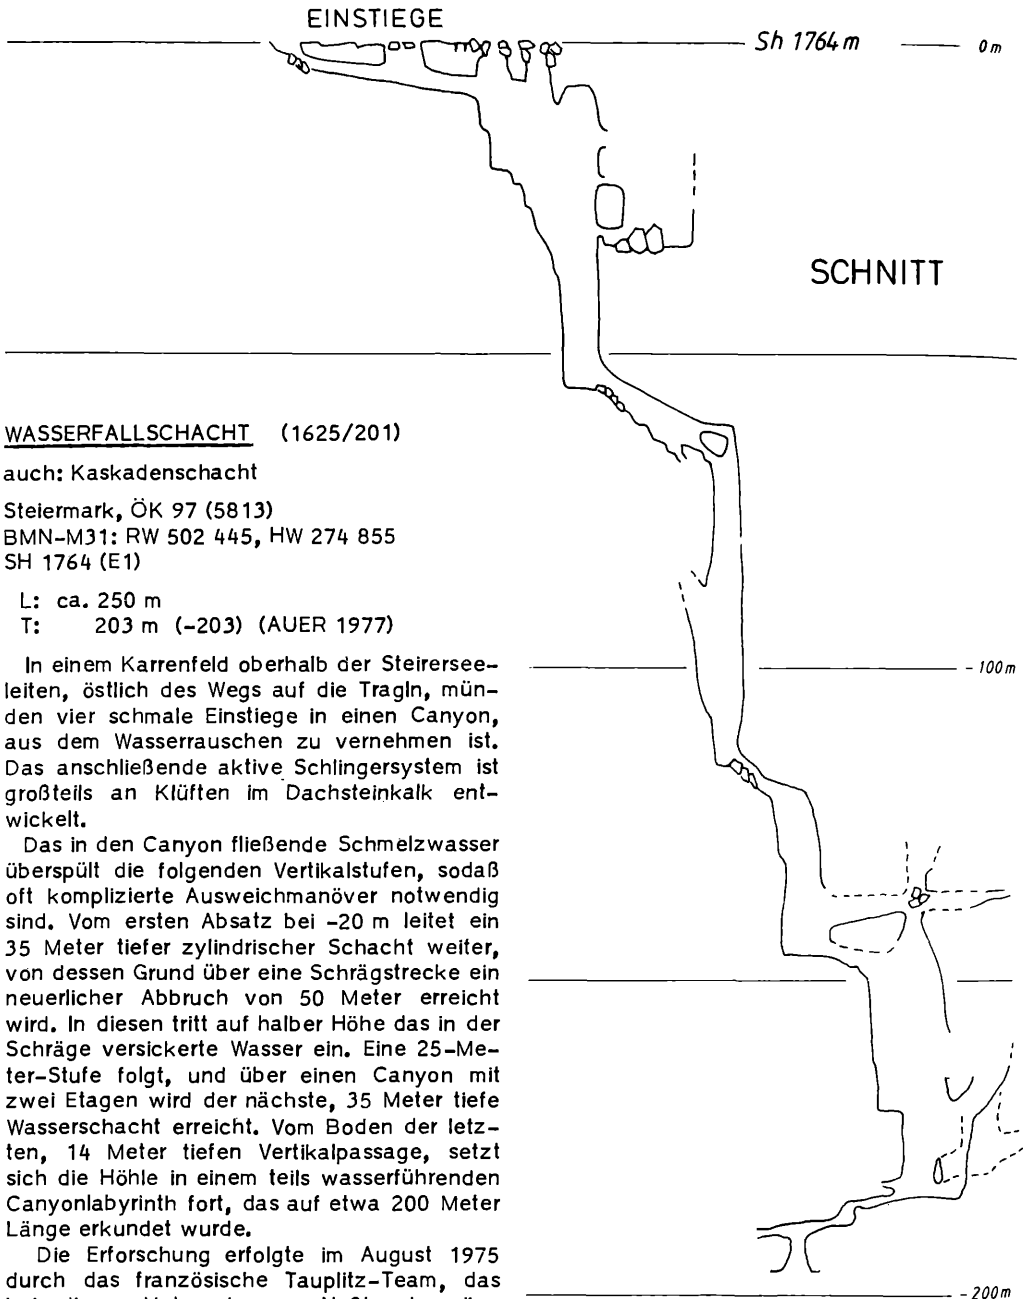 EINSTIEGE
Sh 1764 m
0 m
SCHNITT
WASSERFALLSCHACHT (1625/201)
auch: Kaskadenschacht
Steiermark, ÖK 97 (5813)
BMN-M31: RW 502 445, HW 274 855
SH 1764 (E1)
L: ca. 250 m
T: 203 m (-203) (AUER 1977)
In einem Karrenfeld oberhalb der Steirersee-
leiten, östlich des Wegs auf die Tragln, mün-
den vier schmale Einstiege in einen Canyon,
aus dem Wasserrauschen zu vernehmen ist.
Das anschließende aktive Schlingersystem ist
großteils an Klüften im Dachsteinkalk ent-
wickelt.
Das in den Canyon fließende Schmelzwasser
überspült die folgenden Vertikalstufen, sodaß
oft komplizierte Ausweichmanöver notwendig
sind. Vom ersten Absatz bei -20 m leitet ein
35 Meter tiefer zylindrischer Schacht weiter,
von dessen Grund über eine Schrägstrecke ein
neuerlicher Abbruch von 50 Meter erreicht
wird. In diesen tritt auf halber Höhe das in der
Schräge versickerte Wasser ein. Eine 25-Me-
ter-Stufe folgt, und über einen Canyon mit
zwei Etagen wird der nächste, 35 Meter tiefe
Wasserschacht erreicht. Vom Boden der letz-
ten, 14 Meter tiefen Vertikalpassage, setzt
sich die Höhle in einem teils wasserführenden
Canyonlabyrinth fort, das auf etwa 200 Meter
Länge erkundet wurde.
Die Erforschung erfolgte im August 1975
durch das französische Tauplitz-Team, das
- 100 m
- 200 m